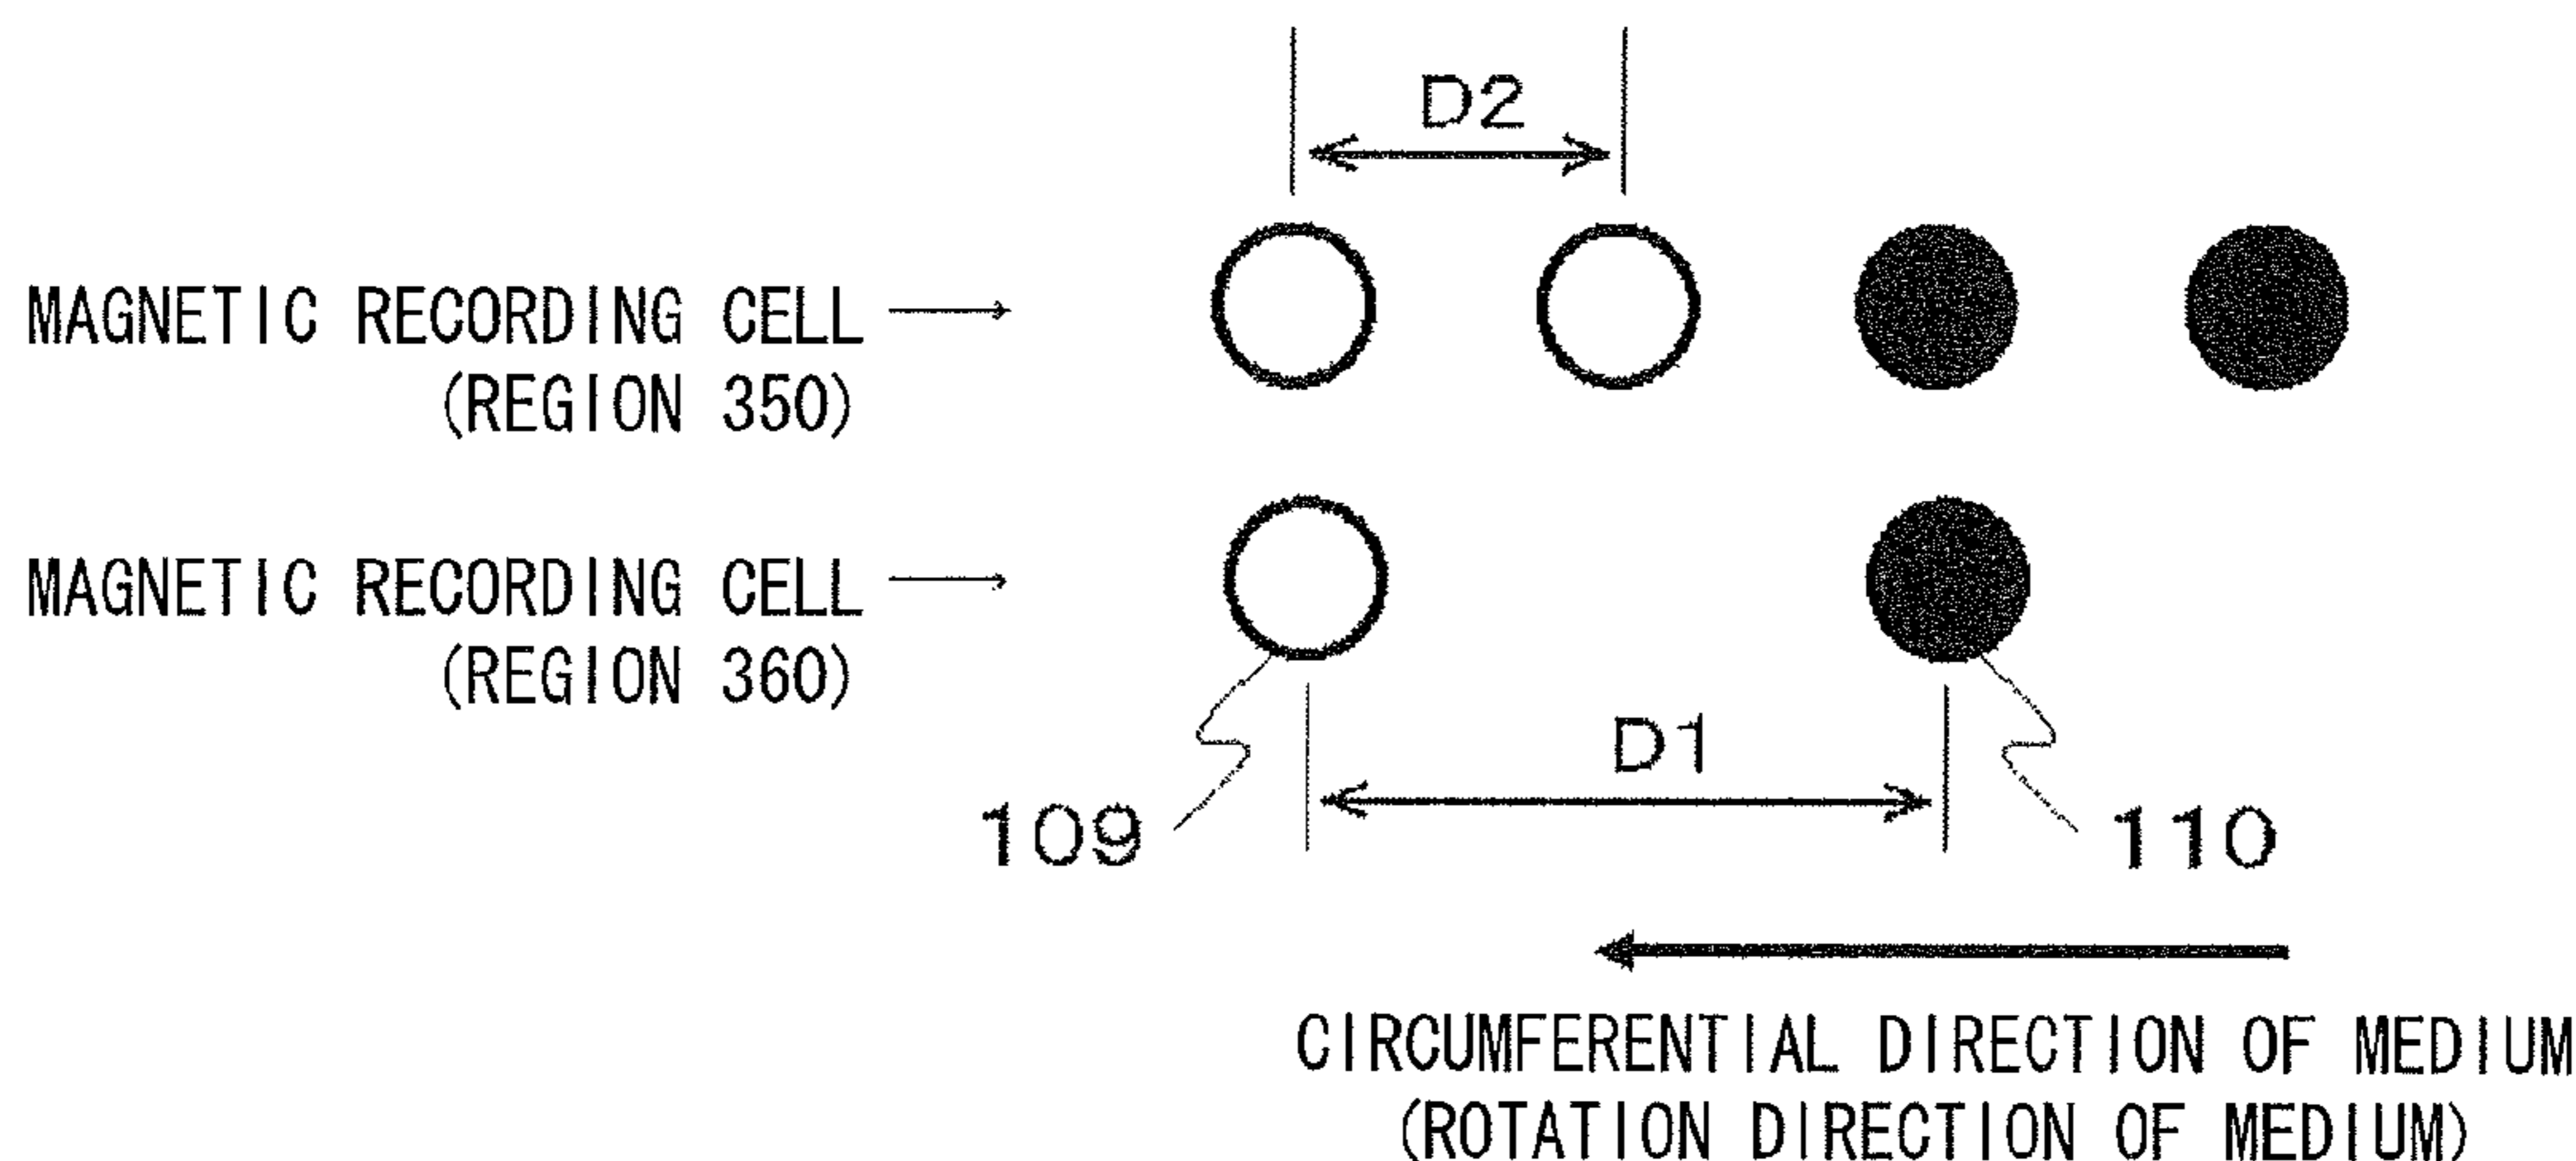 D2
MAGNETIC RECORDING CELL
(REGION 350)
MAGNETIC RECORDING CELL
(REGION 360)
D1
109
110
CIRCUMFERENTIAL DIRECTION OF MEDIUM
(ROTATION DIRECTION OF MEDIUM)